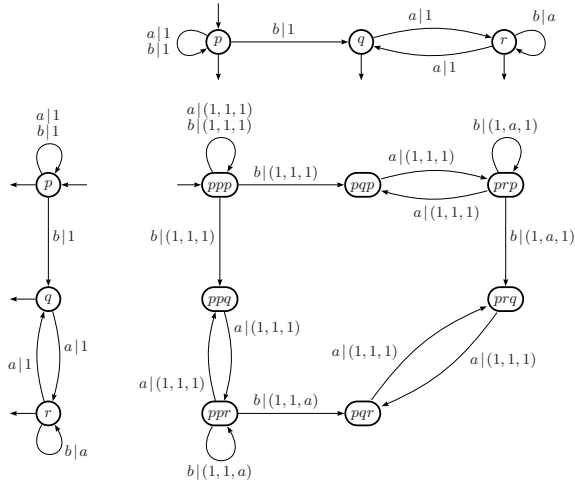 a|1
b|1
p
b|1
q
a|1
a|1
r
b|a
a|1
b|1
p
b|1
q
a|1
a|1
r
b|a
a|(1, 1, 1)
b|(1, 1, 1)
ppp
b|(1, 1, 1)
pqp
a|(1, 1, 1)
a|(1, 1, 1)
b|(1, a, 1)
prp
b|(1, 1, 1)
b|(1, a, 1)
ppq
prq
a|(1, 1, 1)
a|(1, 1, 1)
a|(1, 1, 1)
a|(1, 1, 1)
ppr
b|(1, 1, a)
pqr
b|(1, 1, a)